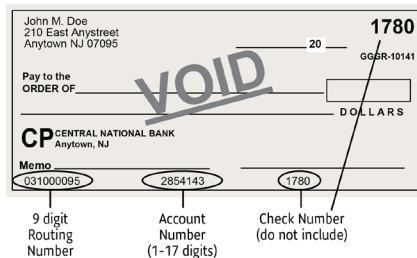 John M. Doe
210 East Anystreet
Anytown NJ 07095
1780
20
GGGR-10141
VOID
Pay to the
ORDER OF
DOLLARS
CP CENTRAL NATIONAL BANK
Anytown, NJ
Memo
031000095 2854143 1780
9 digit
Routing
Number
Account
Number
(1-17 digits)
Check Number
(do not include)